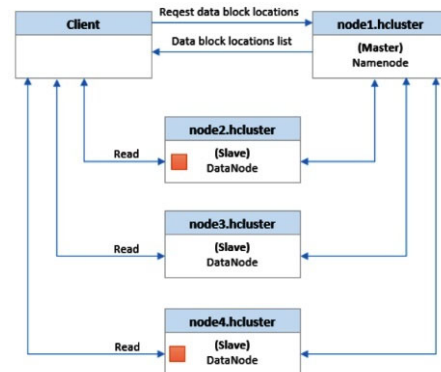 Client
Reqest data block locations
node1.hcluster
Data block locations list
(Master)
Namenode
node2.hcluster
(Slave)
DataNode
Read
node3.hcluster
(Slave)
DataNode
Read
node4.hcluster
(Slave)
DataNode
Read